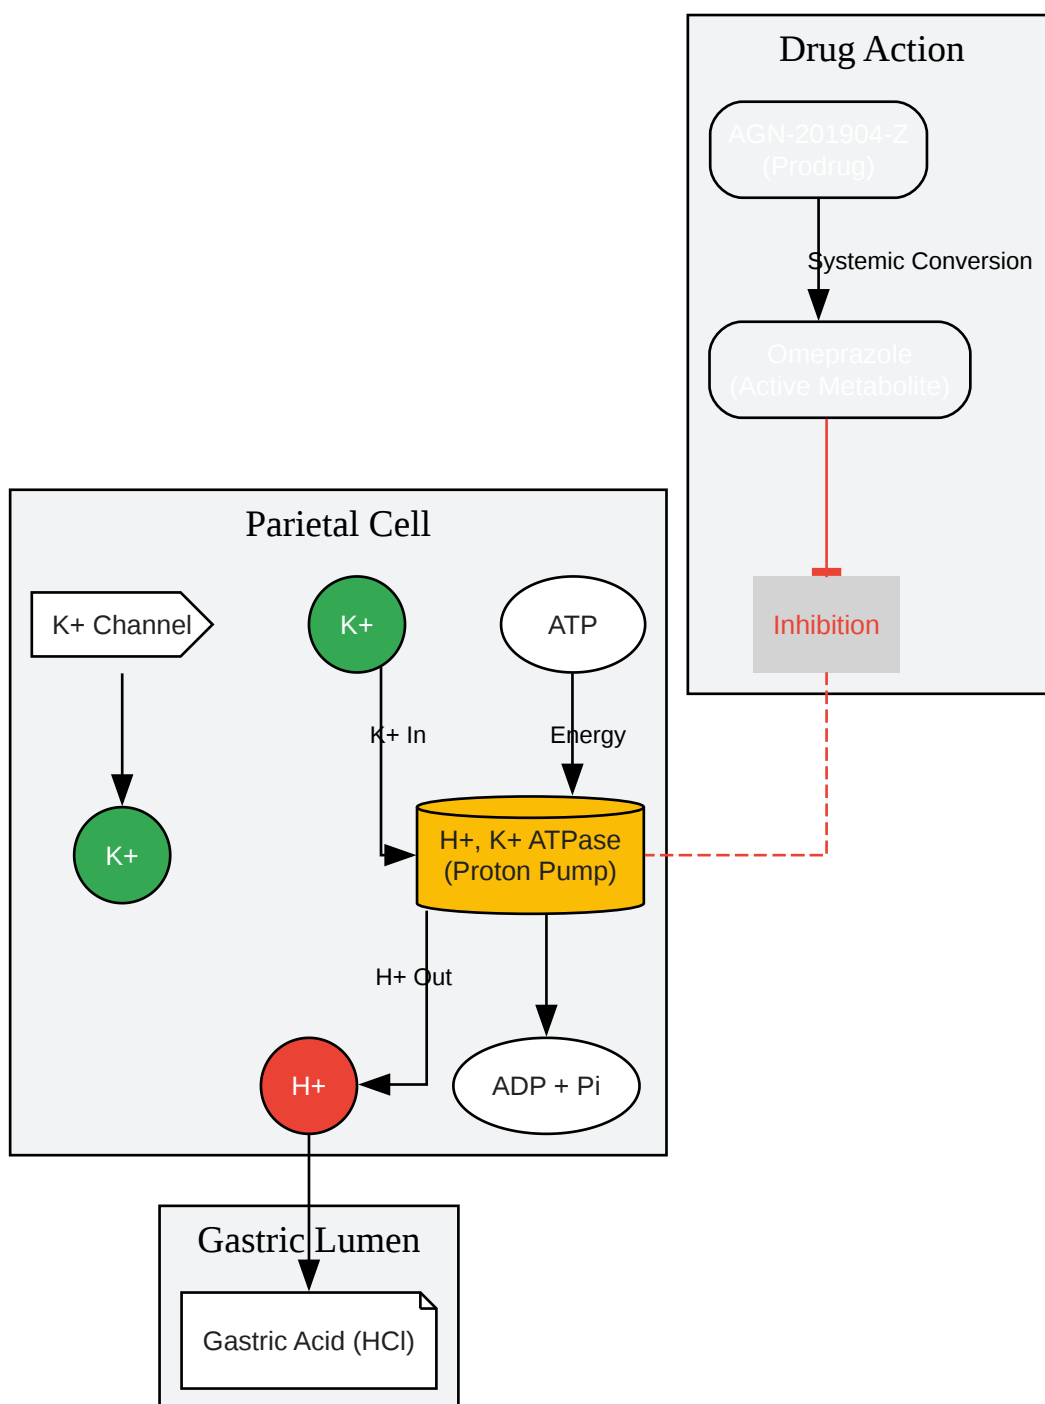 Drug Action
AGN-201904-Z
(Prodrug)
Systemic Conversion
Omeprazole
(Active Metabolite)
Inhibition
Parietal Cell
K+ Channel
K+
ATP
K+ In
Energy
K+
H+, K+ ATPase
(Proton Pump)
H+ Out
H+
ADP + Pi
Gastric Lumen
Gastric Acid (HCl)